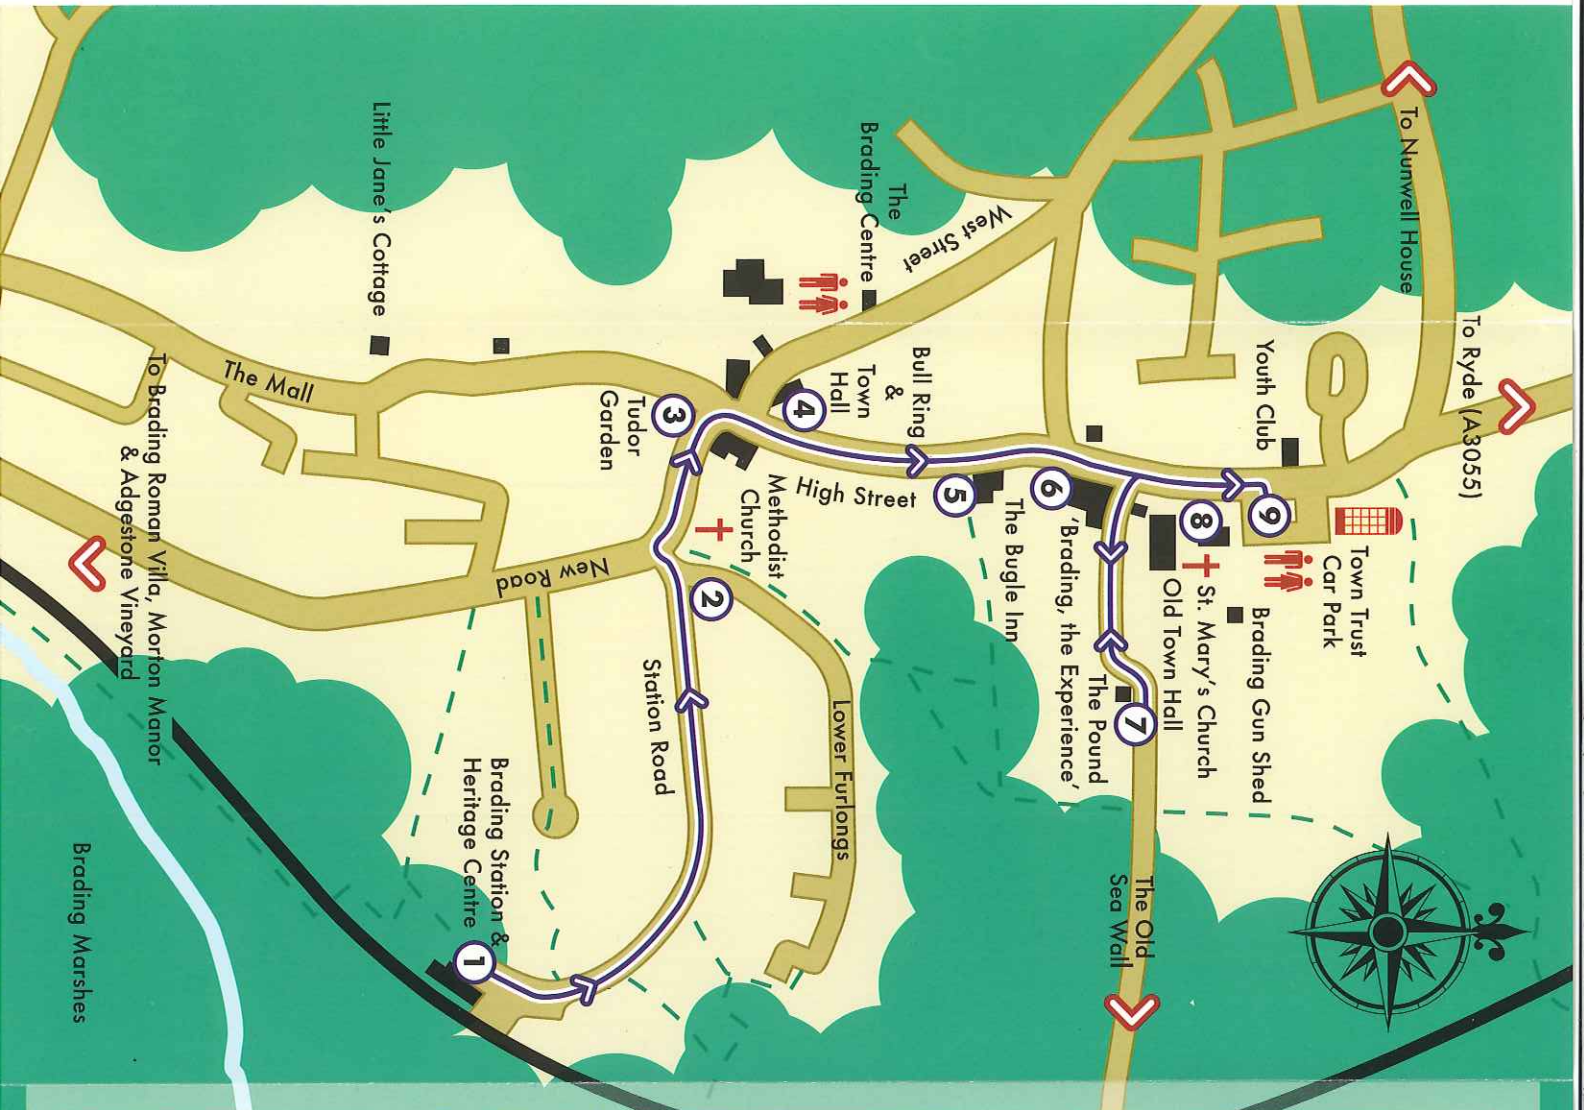 To Ryde (A3055)
To Nunwell House
Youth Club
Town Trust
Car Park
9
8
Brading Gun Shed
St. Mary's Church
Old Town Hall
7
The Pound
The Old
Sea Wall
6
'Brading, the Experience'
The Bugle Inn
5
Bull Ring
&
Town
Hall
High Street
West Street
The
Brading Centre
4
Methodist
Church
Lower Furlongs
2
3
Tudor
Garden
Station Road
New Road
Brading Station &
Heritage Centre
1
Little Jane's Cottage
The Mall
To Brading Roman Villa, Morton Manor
& Adgestone Vineyard
Brading Marshes